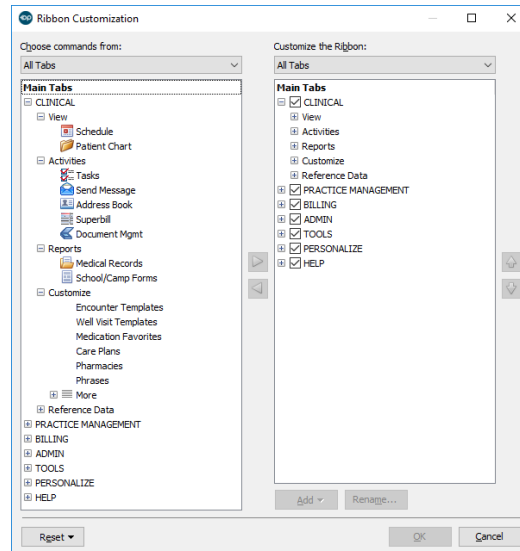 Ribbon Customization
Choose commands from:
All Tabs
Main Tabs
CLINICAL
View
Schedule
Patient Chart
Activities
Tasks
Send Message
Address Book
Superbill
Document Mgmt
Reports
Medical Records
School/Camp Forms
Customize
Encounter Templates
Well Visit Templates
Medication Favorites
Care Plans
Pharmacies
Phrases
More
Reference Data
PRACTICE MANAGEMENT
BILLING
ADMIN
TOOLS
PERSONALIZE
HELP
Customize the Ribbon:
All Tabs
Main Tabs
CLINICAL
View
Activities
Reports
Customize
Reference Data
PRACTICE MANAGEMENT
BILLING
ADMIN
TOOLS
PERSONALIZE
HELP
Add
Rename...
Reset
OK
Cancel